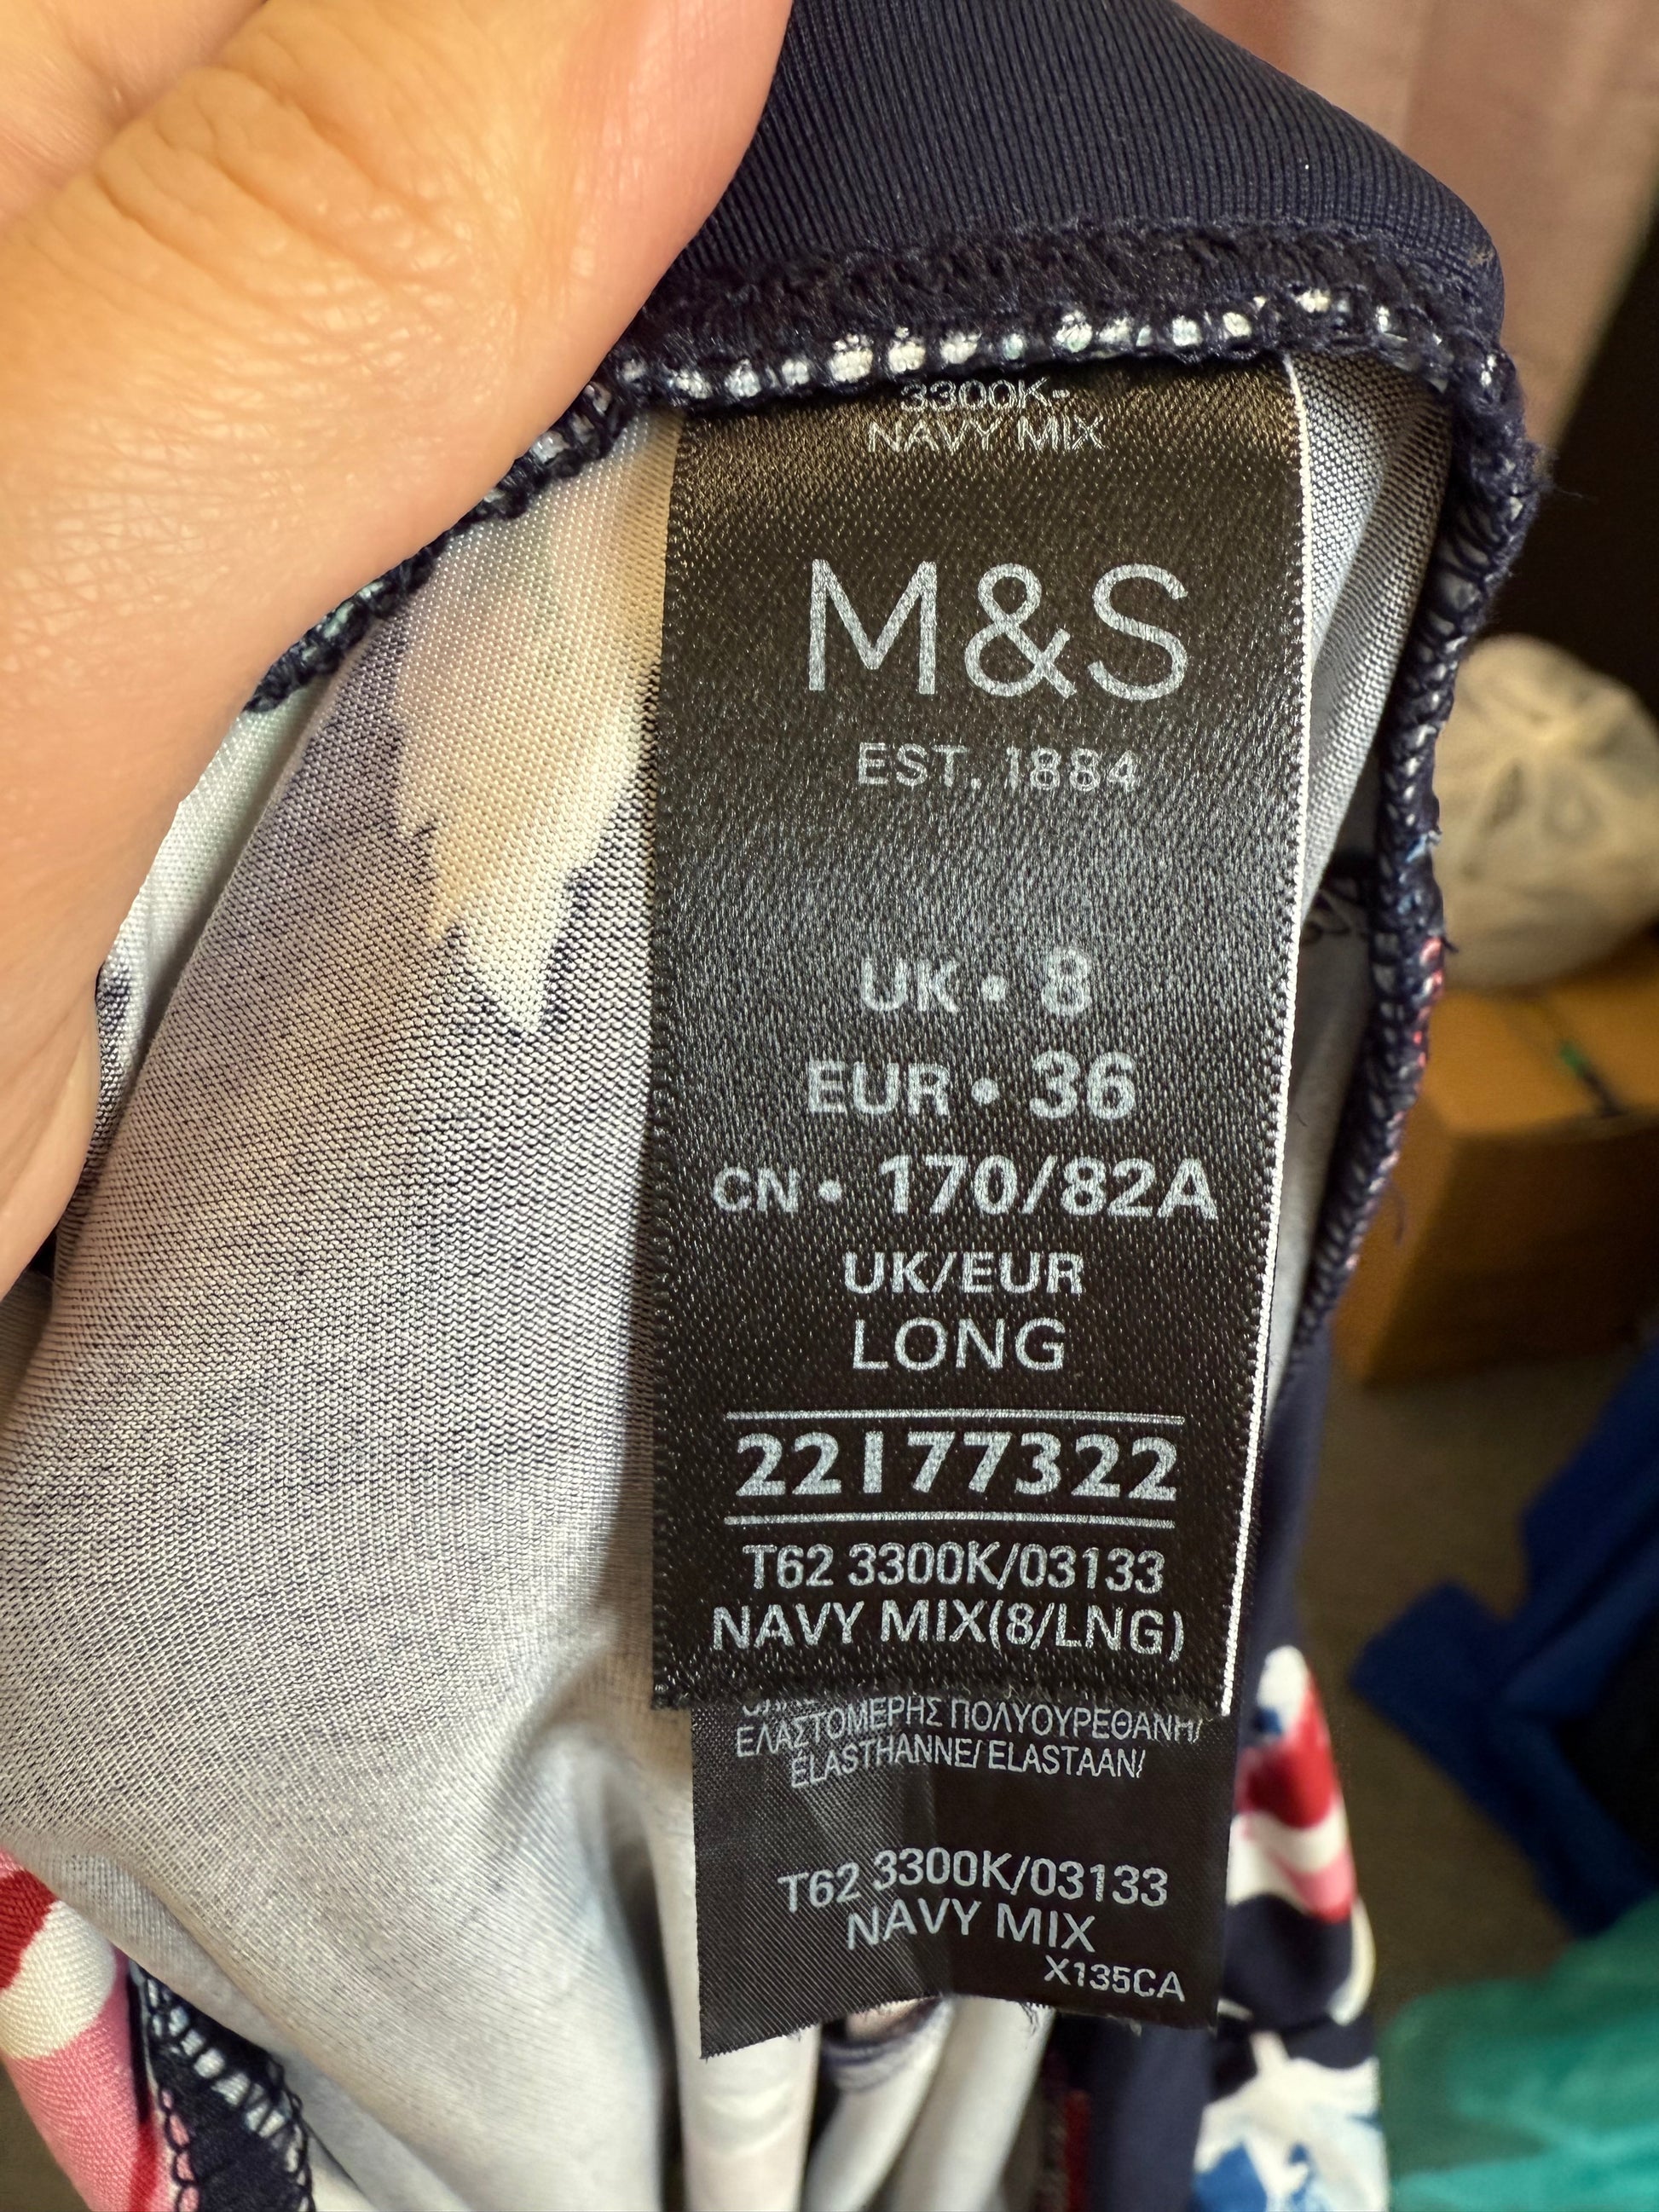 3300K-
NAVY MIX
M&S
EST. 1884
UK • 8
EUR • 36
CN • 170/82A
UK/EUR
LONG
22177322
T62 3300K/03133
NAVY MIX(8/LNG)
ΕΛΑΣΤΟΜΕΡΗΣ ΠΟΛΥΟΥΡΕΘΑΝΗ/
ÉLASTHANNE/ ELASTAAN/
T62 3300K/03133
NAVY MIX
X135CA